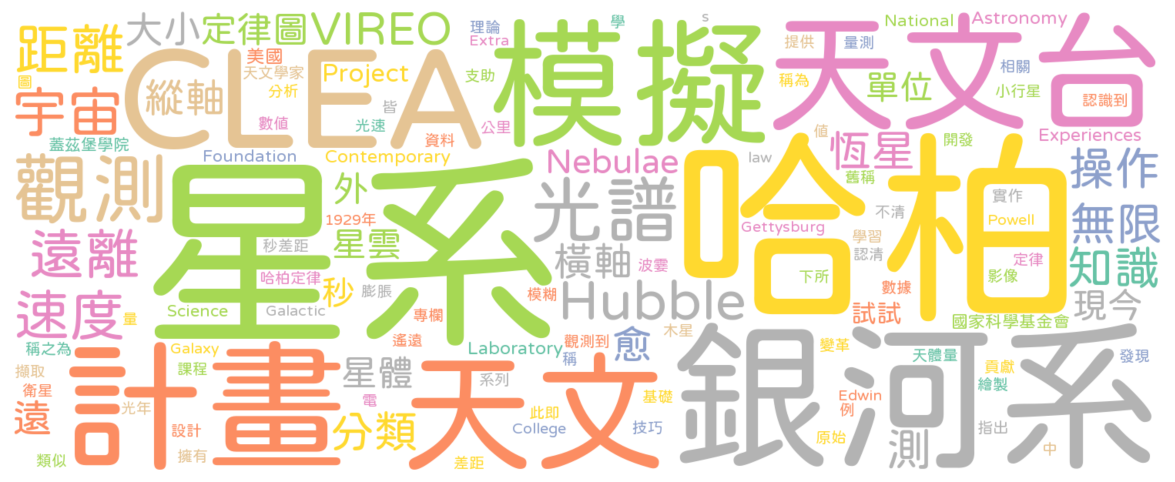 大小
定律圖
VIREO
理論
學
s
National
Astronomy
距離
美國
Extra
模擬
提供
量測
天文台
圖
CLEA
天文學家
Project
支助
單位
相關
宇宙
縱軸
分析
皆
小行星
認識到
蓋茲堡學院
數值
光速
資料
公里
值
恆星
開發
Experiences
觀測
Foundation
Contemporary
Nebulae
law
哈柏
操作
星系
外
光譜
舊稱
1929年
實作
遠離
秒差距
星雲
Gettysburg
不清
Powell
無限
橫軸
波霎
學習
認清
哈柏定律
秒
膨脹
模糊
下所
定律
影像
知識
速度
量
Science
Galactic
專欄
Hubble
數據
試試
現今
國家科學基金會
稱之為
Galaxy
計畫
遙遠
觀測到
木星
銀河系
Laboratory
稱
愈
變革
天體量
發現
擷取
課程
星體
系列
天文
貢獻
繪製
衛星
電
基礎
Edwin
遠
光年
分類
此即
例
設計
College
技巧
原始
測
指出
類似
擁有
差距
中
稱為